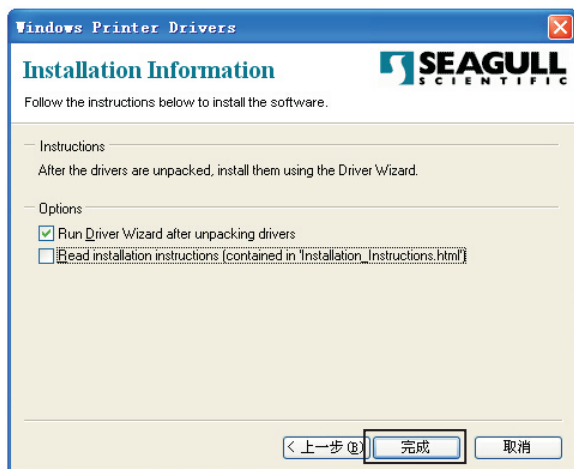 Windows Printer Drivers
Installation Information
SEAGULL
SCIENTIFIC
Follow the instructions below to install the software.
Instructions
After the drivers are unpacked, install them using the Driver Wizard.
Options
Run Driver Wizard after unpacking drivers
Read installation instructions (contained in 'Installation_Instructions.html')
< 上一步(B) 完成 取消